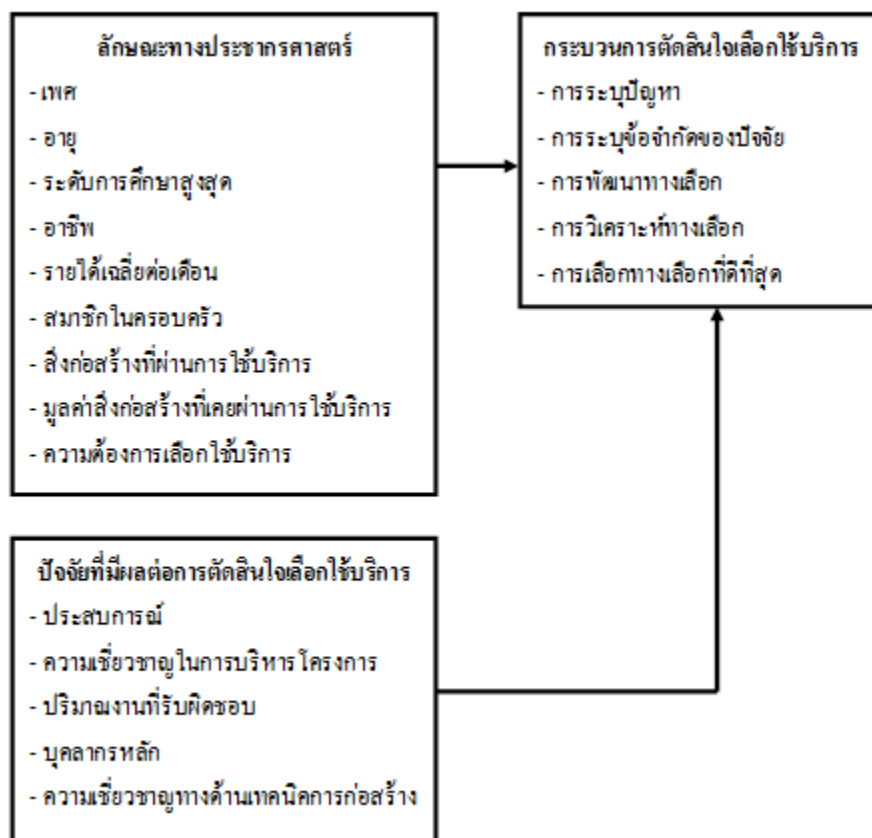 ลักษณะทางประชากรศาสตร์
- เพศ
- อายุ
- ระดับการศึกษาสูงสุด
- อาชีพ
- รายได้เฉลี่ยต่อเดือน
- สมาชิกในครอบครัว
- สิ่งก่อสร้างที่ผ่านการใช้บริการ
- มูลค่าสิ่งก่อสร้างที่เคยผ่านการใช้บริการ
- ความต้องการเลือกใช้บริการ
กระบวนการตัดสินใจเลือกใช้บริการ
- การระบุปัญหา
- การระบุข้อจำกัดของปัจจัย
- การพัฒนาทางเลือก
- การวิเคราะห์ทางเลือก
- การเลือกทางเลือกที่ดีที่สุด
ปัจจัยที่มีผลต่อการตัดสินใจเลือกใช้บริการ
- ประสบการณ์
- ความเชี่ยวชาญในการบริหารโครงการ
- ปริมาณงานที่รับผิดชอบ
- บุคลากรหลัก
- ความเชี่ยวชาญทางด้านเทคนิคการก่อสร้าง